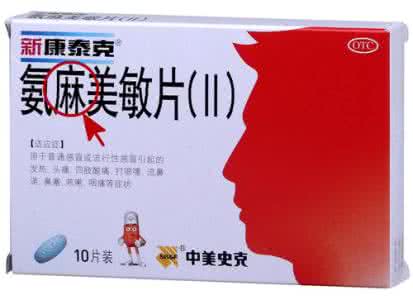 新康泰克®
OTC
氨麻美敏片(II)
【适应症】
用于普通感冒或流行性感冒引起的
发热、头痛、四肢酸痛、打喷嚏、流鼻
涕、鼻塞、咳嗽、咽痛等症状
10片装
中美史克